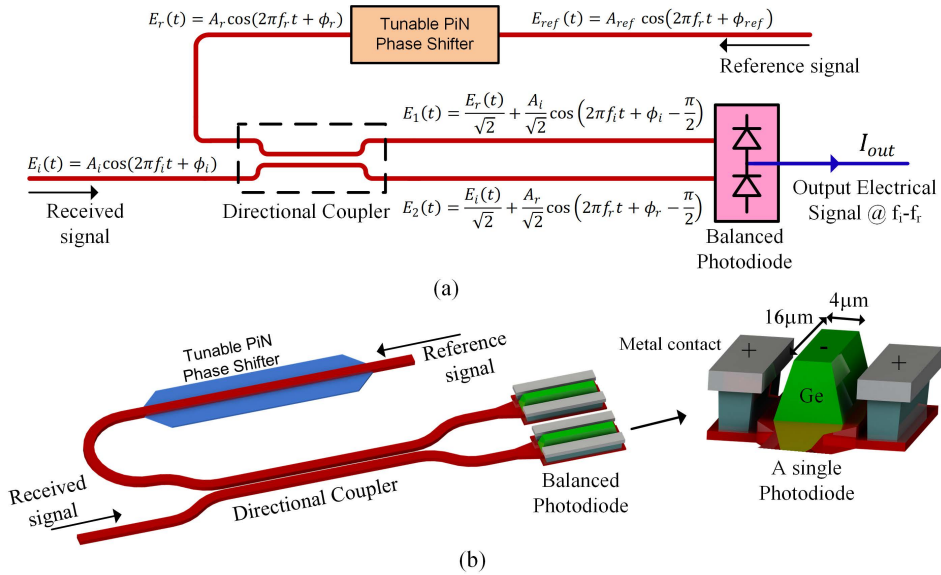 E_r(t) = A_r cos(2πf_r t + ϕ_r)
Tunable PiN
Phase Shifter
E_ref(t) = A_ref cos(2πf_r t + ϕ_ref)
Reference signal
E_1(t) = E_r(t)/√2 + A_i/√2 cos(2πf_i t + ϕ_i − π/2)
E_i(t) = A_i cos(2πf_i t + ϕ_i)
I_out
Received
signal
Directional Coupler
E_2(t) = E_i(t)/√2 + A_r/√2 cos(2πf_r t + ϕ_r − π/2)
Output Electrical
Signal @ f_i-f_r
Balanced
Photodiode
(a)
Tunable PiN
Phase Shifter
Reference
signal
Received
signal
Directional Coupler
Balanced
Photodiode
16μm
4μm
Metal contact
+
-
+
Ge
A single
Photodiode
(b)